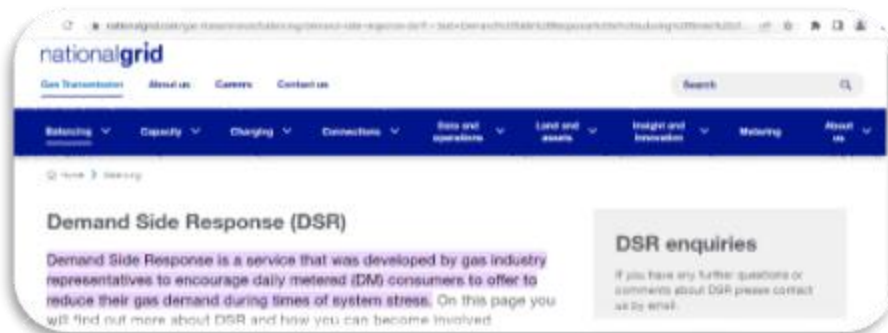 nationalgrid
Gas Transmission About us Careers Contact us Search
Balancing Capacity Charging Connections Data and operations Land and assets Insight and innovation Metering About us
Home Balancing
Demand Side Response (DSR)
Demand Side Response is a service that was developed by gas industry
representatives to encourage daily metered (DM) consumers to offer to
reduce their gas demand during times of system stress. On this page you
will find out more about DSR and how you can become involved
DSR enquiries
If you have any further questions or
comments about DSR please contact
us by email.